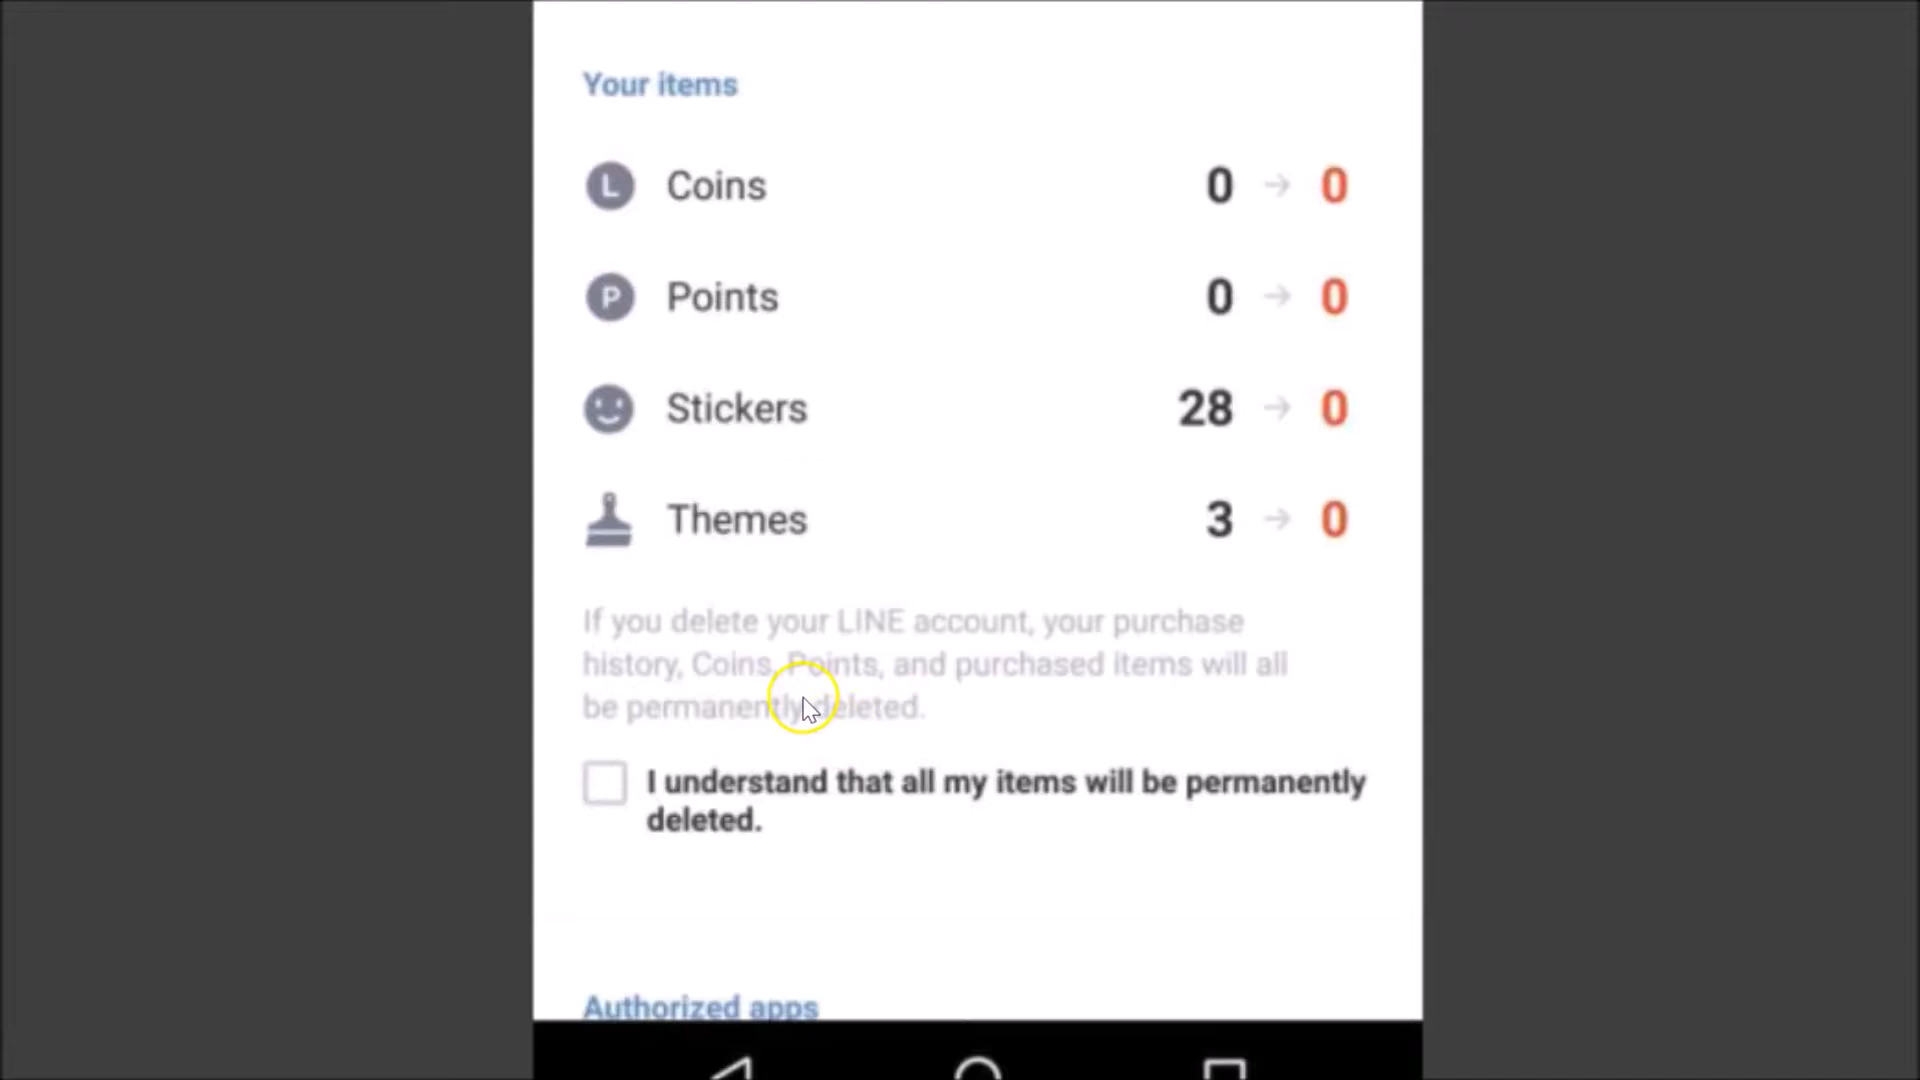 Your items
L Coins 0 → 0
P Points 0 → 0
Stickers 28 → 0
Themes 3 → 0
If you delete your LINE account, your purchase
history, Coins, Points, and purchased items will all
be permanently deleted.
I understand that all my items will be permanently
deleted.
Authorized apps